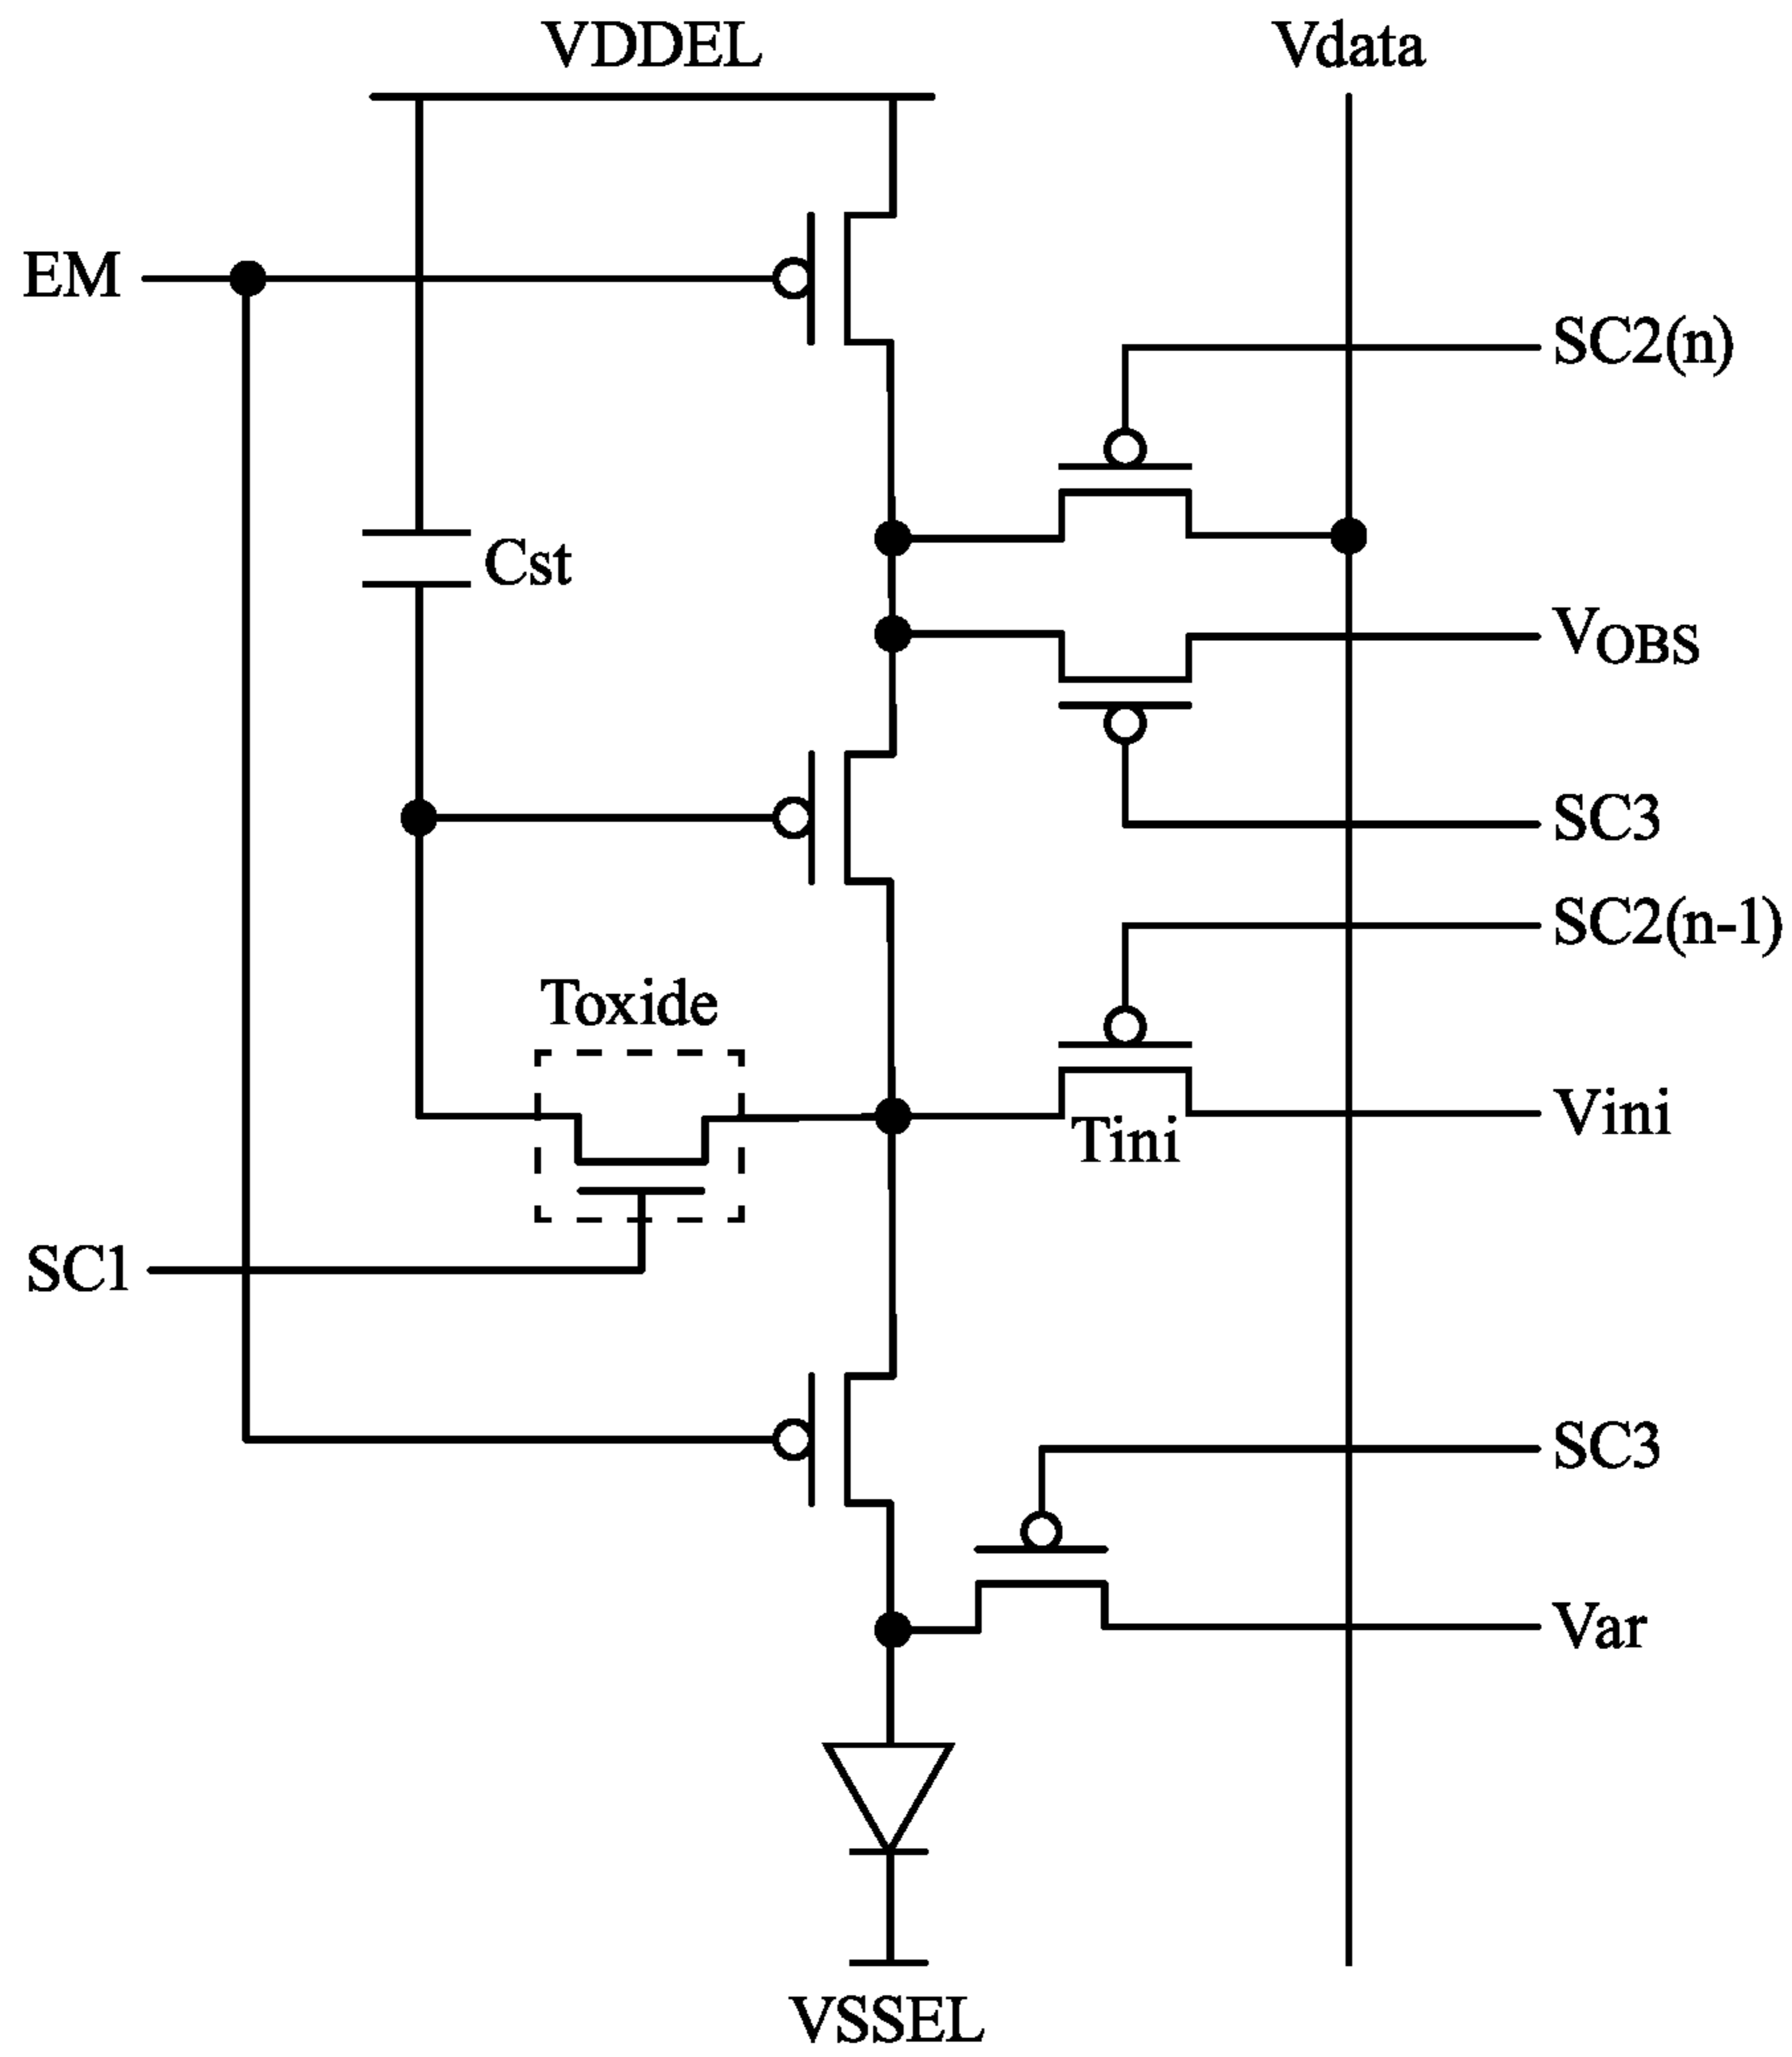 VDDEL
Vdata
EM
SC2(n)
Cst
VOBS
SC3
SC2(n-1)
Toxide
Vini
Tini
SC1
SC3
Var
VSSEL